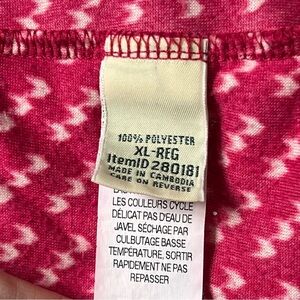 100% POLYESTER
XL-REG
ItemID 280181
MADE IN CAMBODIA
CARE ON REVERSE
LES COULEURS CYCLE
DÉLICAT PAS D'EAU DE
JAVEL SÉCHAGE PAR
CULBUTAGE BASSE
TEMPÉRATURE. SORTIR
RAPIDEMENT NE PAS
REPASSER